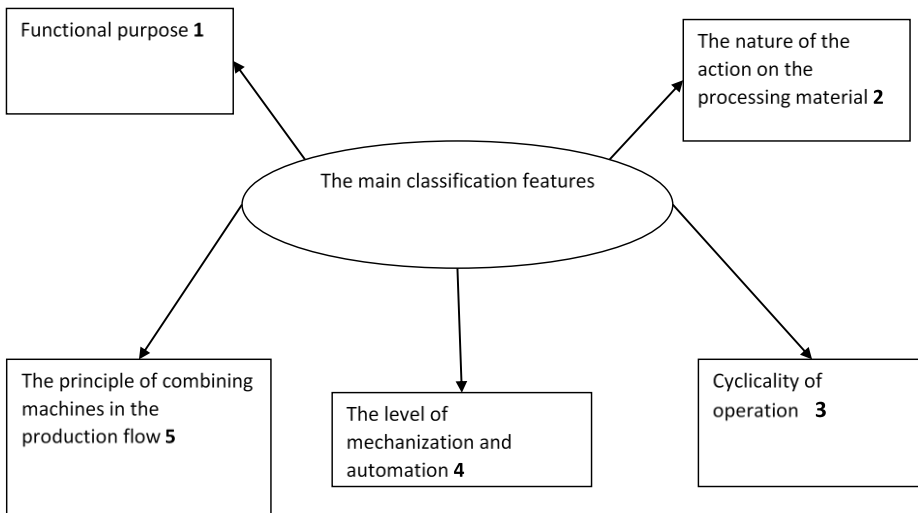 Functional purpose 1
The nature of the
action on the
processing material 2
The main classification features
The principle of combining
machines in the
production flow 5
The level of
mechanization and
automation 4
Cyclicality of
operation 3